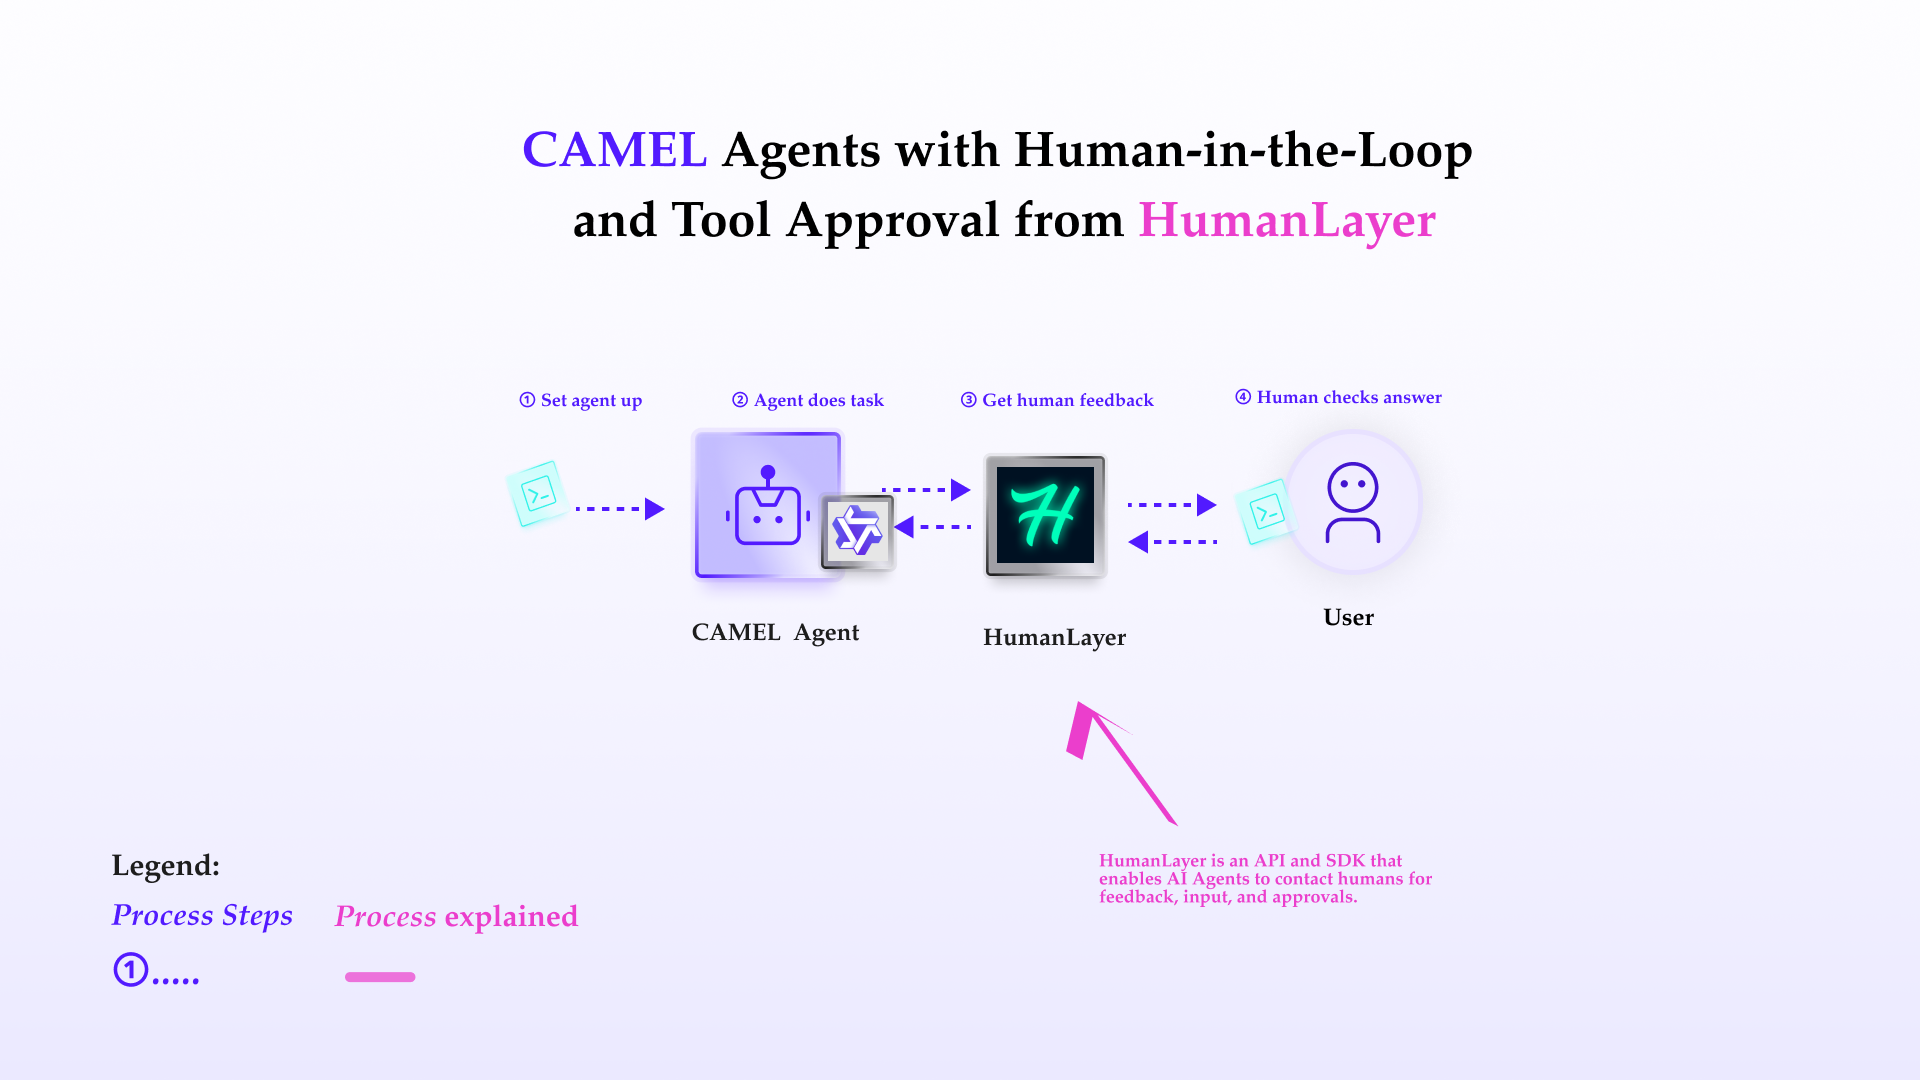 CAMEL Agents with Human-in-the-Loop
and Tool Approval from HumanLayer
① Set agent up
② Agent does task
③ Get human feedback
④ Human checks answer
CAMEL Agent
HumanLayer
User
HumanLayer is an API and SDK that
enables AI Agents to contact humans for
feedback, input, and approvals.
Legend:
Process Steps
Process explained
①.....